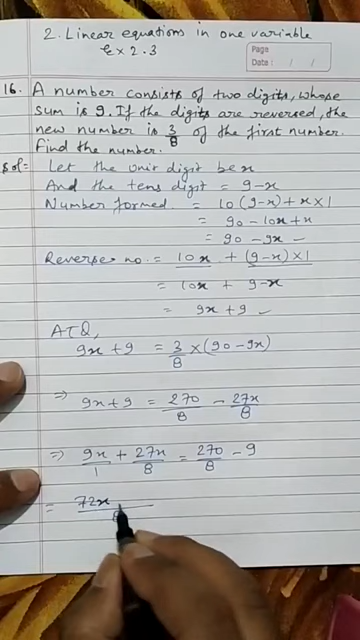 2. Linear equations in one variable
Ex 2.3
Page
Date: / /
16. A number consists of two digits, whose
sum is 9. If the digits are reversed, the
new number is 3/8 of the first number.
Find the number.
Sol= Let the unit digit be x
And the tens digit = 9-x
Number formed = 10(9-x) + x×1
= 90 - 10x + x
= 90 - 9x
Reverse no. = 10x + (9-x)×1
= 10x + 9-x
= 9x + 9
ATQ,
9x + 9 = 3/8 × (90 - 9x)
⇒ 9x + 9 = 270/8 - 27x/8
⇒ 9x/1 + 27x/8 = 270/8 - 9
= 72x